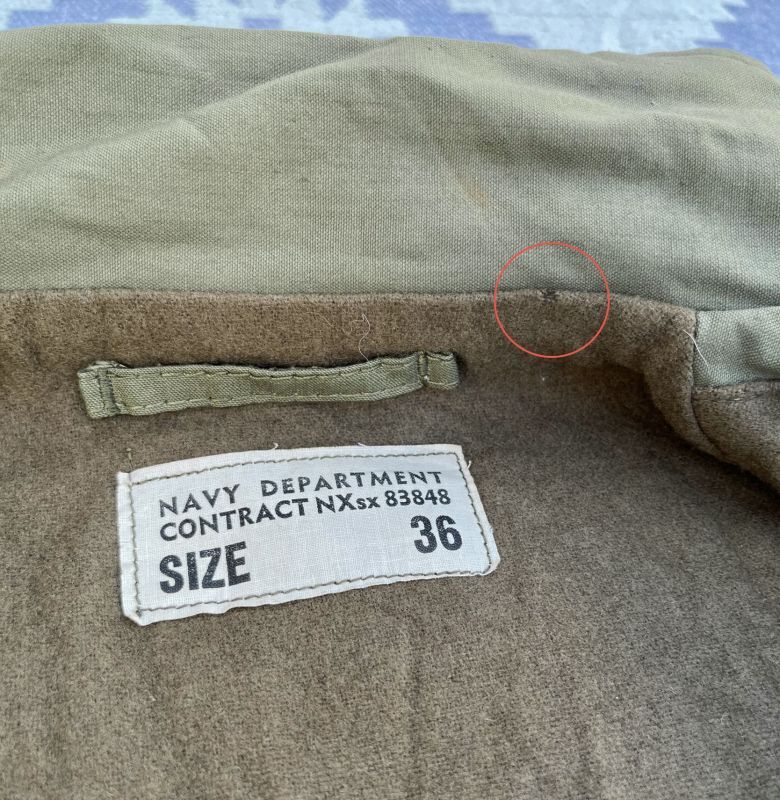 NAVY DEPARTMENT
CONTRACT NXsx 83848
SIZE 36